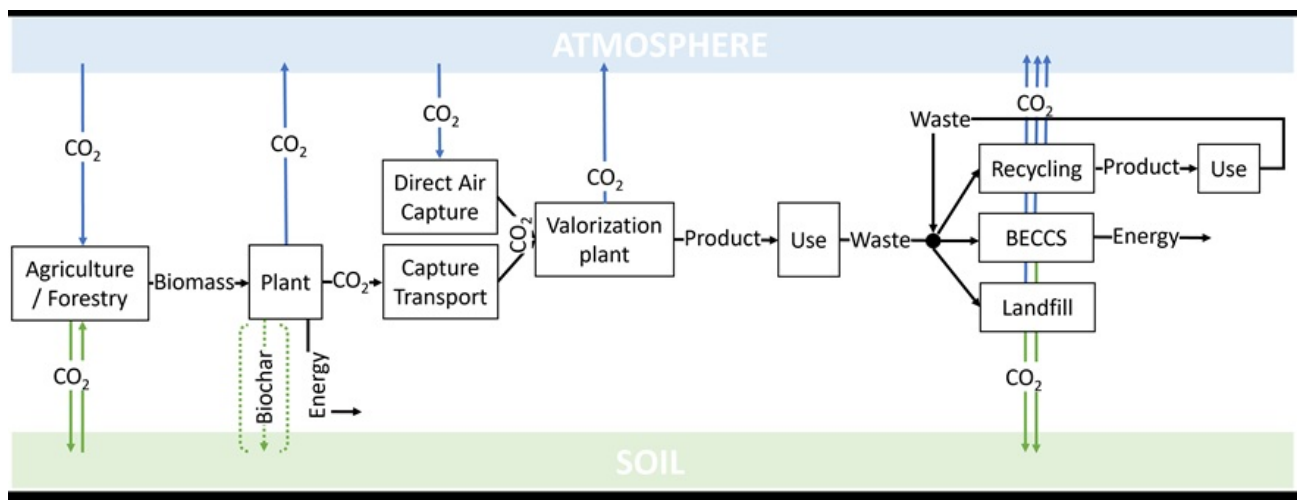 ATMOSPHERE
CO2
CO2
CO2
CO2
CO2
Waste
Direct Air
Capture
CO2
Valorization
plant
Product
Use
Waste
Recycling
Product
Use
BECCS
Energy
Landfill
Agriculture
/ Forestry
Biomass
Plant
CO2
Capture
Transport
CO2
Biochar
Energy
CO2
SOIL